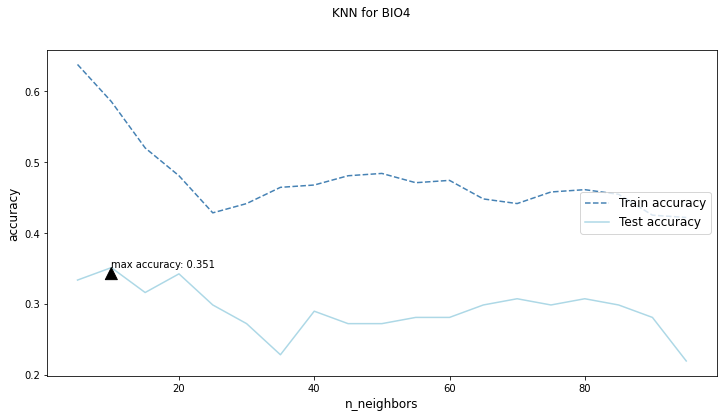 KNN for BIO4
accuracy
0.6
0.5
0.4
0.3
0.2
max accuracy: 0.351
Train accuracy
Test accuracy
20
40
60
80
n_neighbors